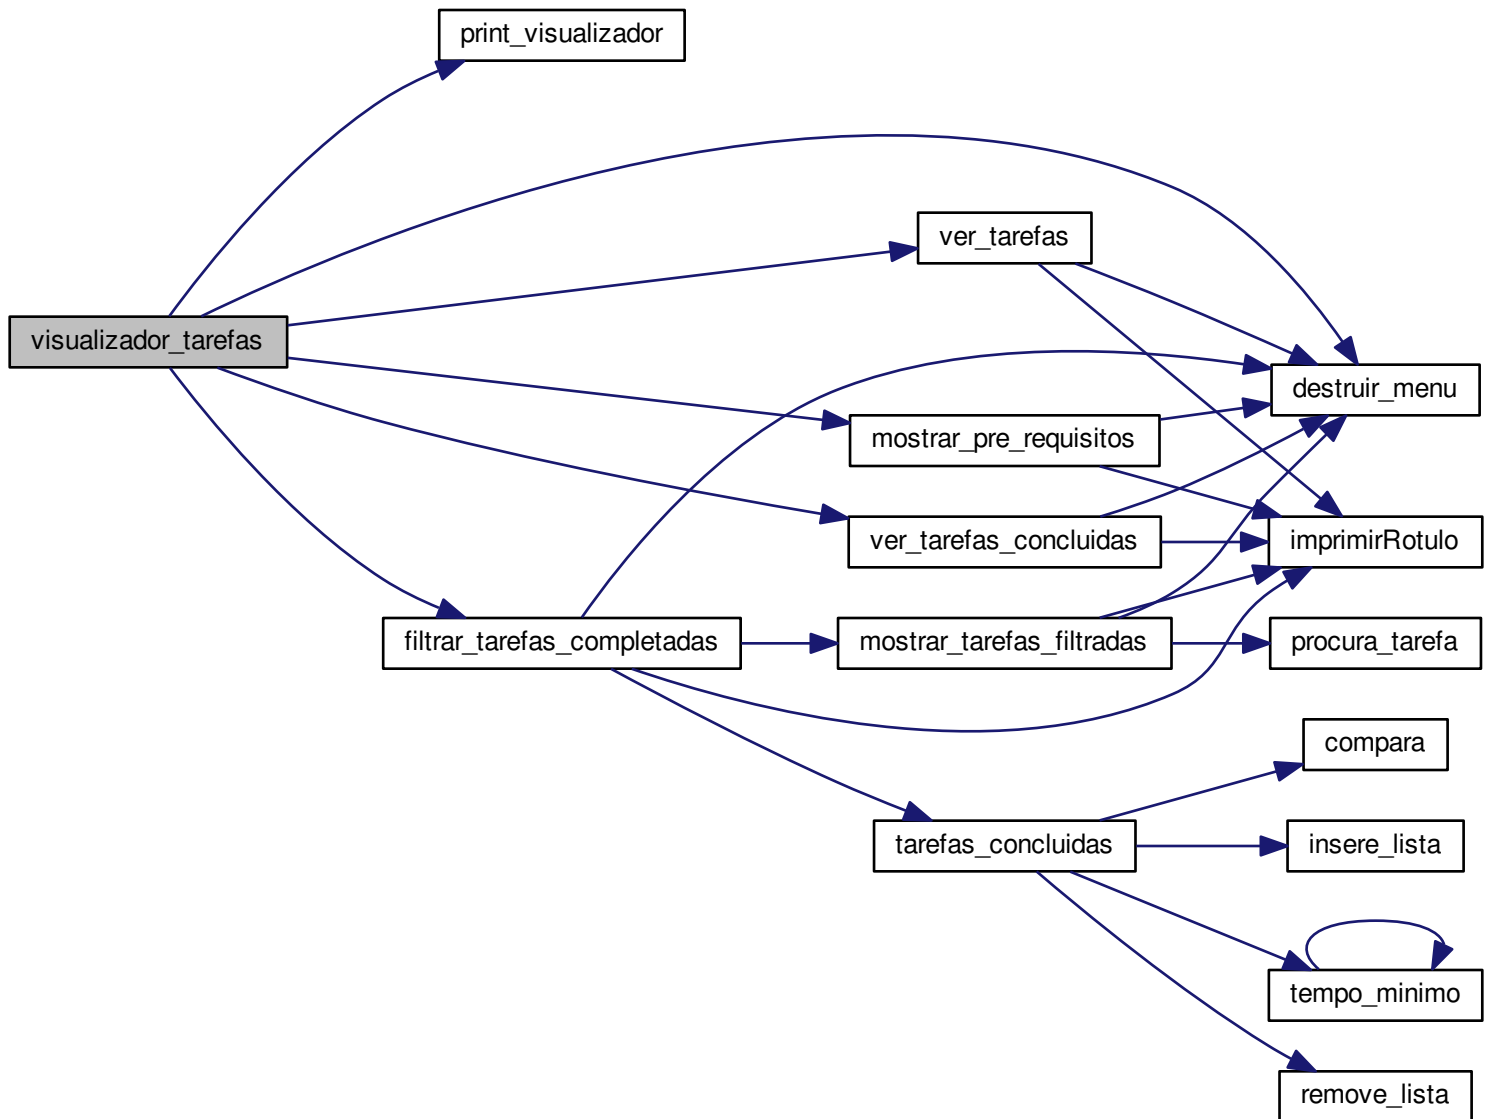 print_visualizador
ver_tarefas
visualizador_tarefas
destruir_menu
mostrar_pre_requisitos
ver_tarefas_concluidas
imprimirRotulo
filtrar_tarefas_completadas
mostrar_tarefas_filtradas
procura_tarefa
compara
tarefas_concluidas
insere_lista
tempo_minimo
remove_lista